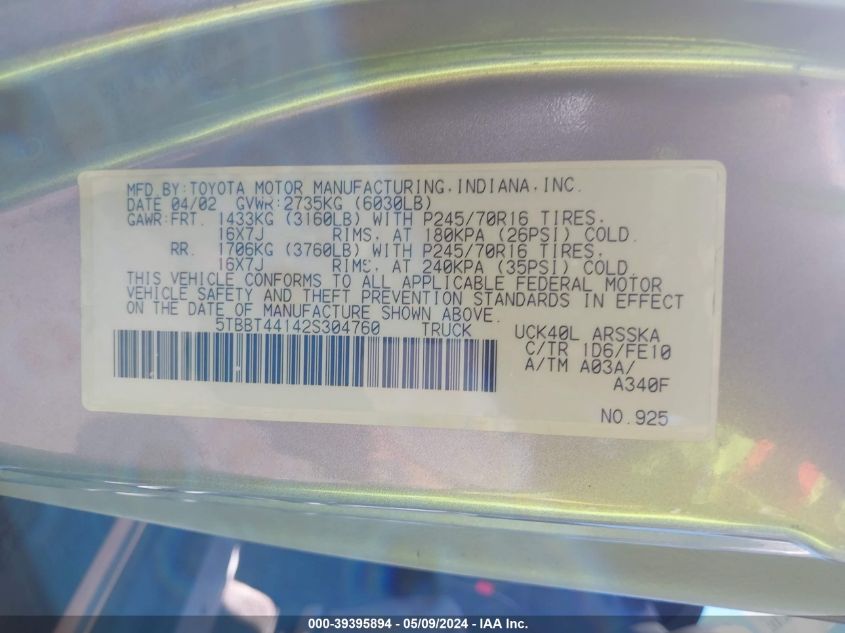 MFD.BY:TOYOTA MOTOR MANUFACTURING,INDIANA,INC.
DATE 04/02 GVWR:2735KG (6030LB)
GAWR:FRT. 1433KG (3160LB) WITH P245/70R16 TIRES.
16X7J RIMS, AT 180KPA (26PSI) COLD.
RR. 1706KG (3760LB) WITH P245/70R16 TIRES.
16X7J RIMS, AT 240KPA (35PSI) COLD.
THIS VEHICLE CONFORMS TO ALL APPLICABLE FEDERAL MOTOR
VEHICLE SAFETY AND THEFT PREVENTION STANDARDS IN EFFECT
ON THE DATE OF MANUFACTURE SHOWN ABOVE.
5TBBT44142S304760 TRUCK
UCK40L ARSSKA
C/TR 1D6/FE10
A/TM A03A/
A340F
NO.925
000-39395894 - 05/09/2024 - IAA Inc.